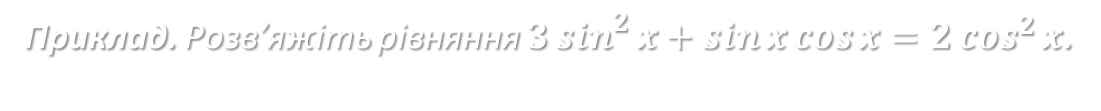 Приклад. Розв’яжіть рівняння 3 sin² x + sin x cos x = 2 cos² x.